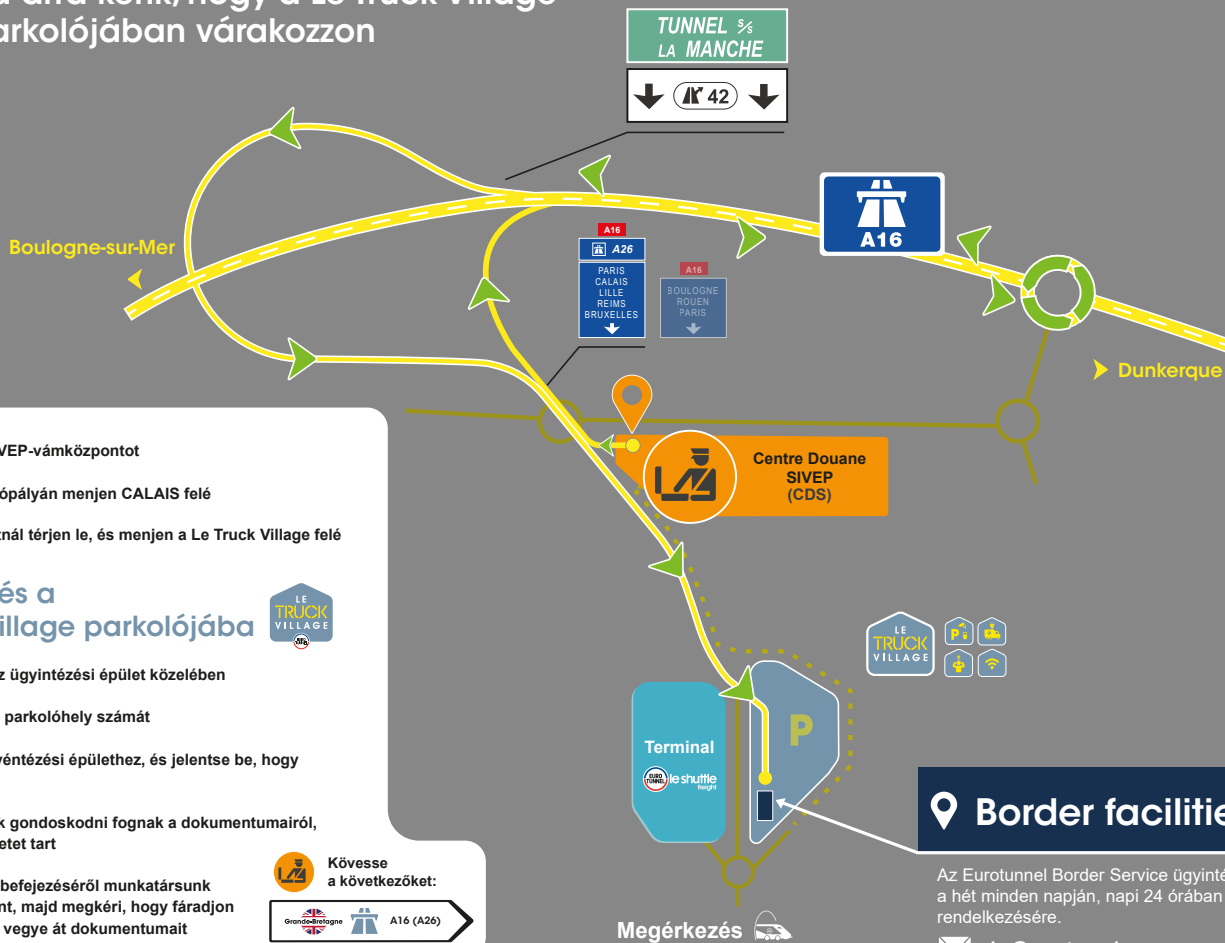 arkolójában várakozzon
TUNNEL s/s
LA MANCHE
42
A16
Boulogne-sur-Mer
A16
A26
PARIS
CALAIS
LILLE
REIMS
BRUXELLES
A16
BOULOGNE
ROUEN
PARIS
Dunkerque
Centre Douane
SIVEP
(CDS)
VEP-vámközpontot
ópályán menjen CALAIS felé
nál térjen le, és menjen a Le Truck Village felé
és a
illage parkolójába
LE
TRUCK
VILLAGE
z ügyintézési épület közelében
parkolóhely számát
véntézési épülethez, és jelentse be, hogy
k gondoskodni fognak a dokumentumairól,
etet tart
befejezéséről munkatársunk
nt, majd megkéri, hogy fáradjon
vegye át dokumentumait
Kövesse
a következőket:
Grande-Bretagne
A16 (A26)
LE
TRUCK
VILLAGE
P
Terminal
EURO
TUNNEL
le shuttle
freight
P
Border facilitie
Az Eurotunnel Border Service ügyinté
a hét minden napján, napi 24 órában
rendelkezésére.
Megérkezés